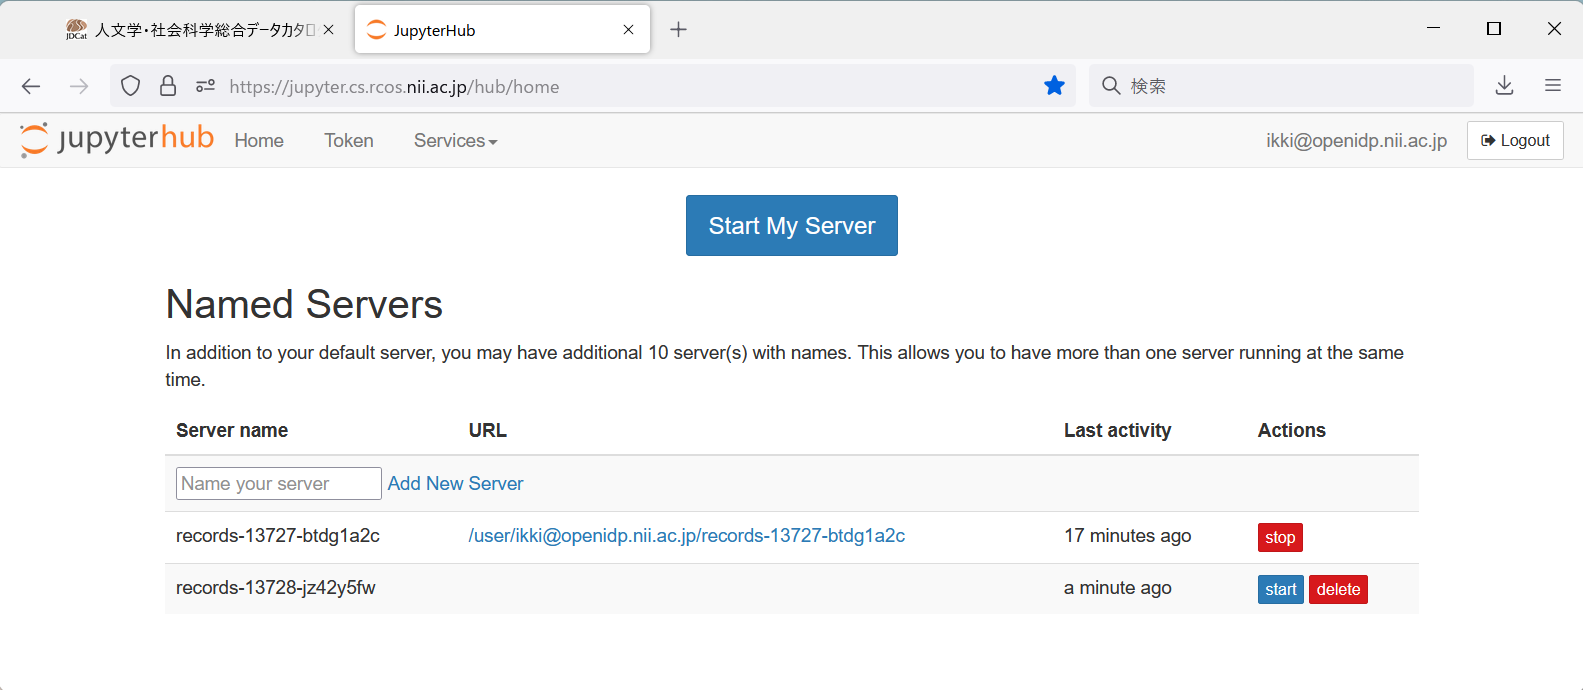 JDCat
人文学・社会科学総合データカタロ
JupyterHub
https://jupyter.cs.rcos.nii.ac.jp/hub/home
検索
jupyterhub
Home
Token
Services
ikki@openidp.nii.ac.jp
Logout
Start My Server
Named Servers
In addition to your default server, you may have additional 10 server(s) with names. This allows you to have more than one server running at the same
time.
Server name URL Last activity Actions
Name your server Add New Server
records-13727-btdg1a2c /user/ikki@openidp.nii.ac.jp/records-13727-btdg1a2c 17 minutes ago stop
records-13728-jz42y5fw a minute ago start delete